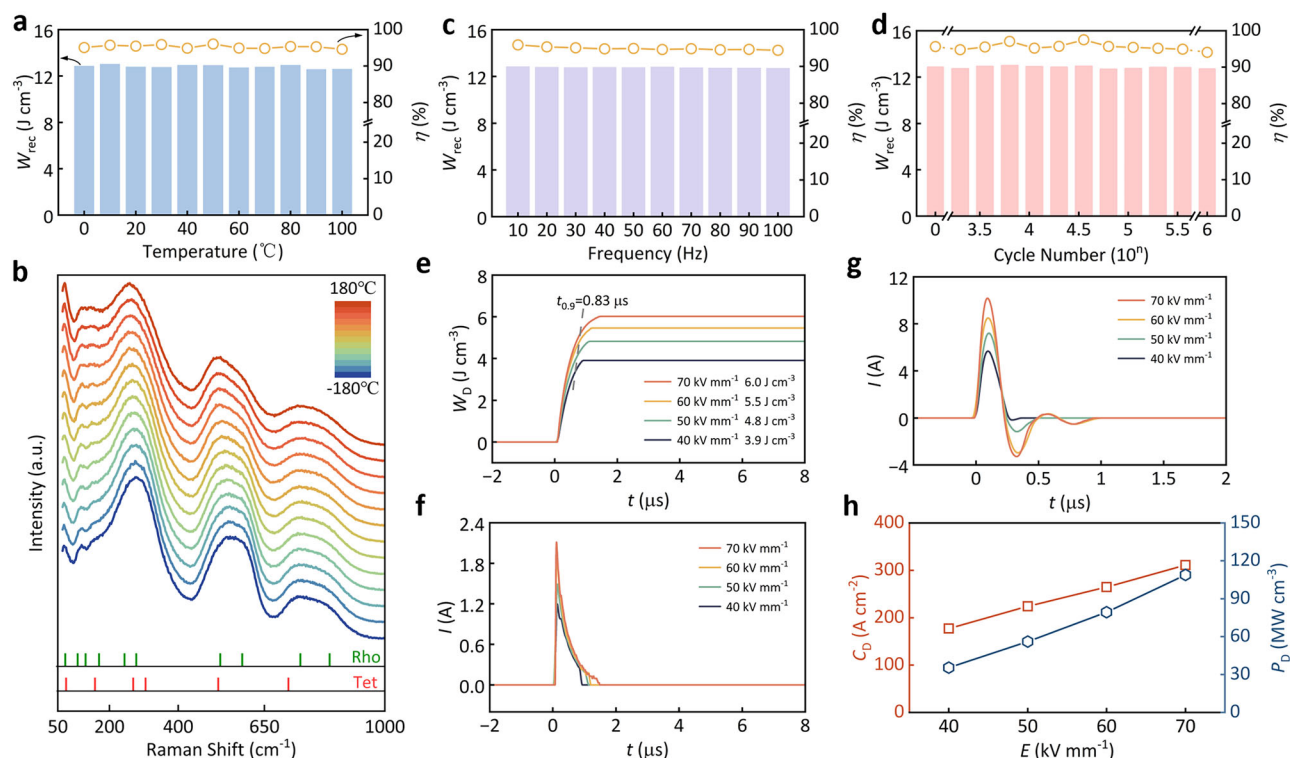 a
16
12
8
4
0
W_rec (J cm⁻³)
100
90
80
20
10
0
η (%)
0 20 40 60 80 100
Temperature (℃)
c
16
12
8
4
0
W_rec (J cm⁻³)
100
90
80
20
10
0
η (%)
10 20 30 40 50 60 70 80 90 100
Frequency (Hz)
d
16
12
8
4
0
W_rec (J cm⁻³)
100
90
80
20
10
0
η (%)
0 3.5 4 4.5 5 5.5 6
Cycle Number (10ⁿ)
b
180℃
-180℃
Intensity (a.u.)
Rho
Tet
50 200 400 650 1000
Raman Shift (cm⁻¹)
e
8
6
4
2
0
W_D (J cm⁻³)
t₀.₉=0.83 μs
70 kV mm⁻¹ 6.0 J cm⁻³
60 kV mm⁻¹ 5.5 J cm⁻³
50 kV mm⁻¹ 4.8 J cm⁻³
40 kV mm⁻¹ 3.9 J cm⁻³
−2 0 2 4 6 8
t (μs)
g
12
8
4
0
−4
I (A)
70 kV mm⁻¹
60 kV mm⁻¹
50 kV mm⁻¹
40 kV mm⁻¹
0 0.5 1 1.5 2
t (μs)
f
2.4
1.8
1.2
0.6
0.0
I (A)
70 kV mm⁻¹
60 kV mm⁻¹
50 kV mm⁻¹
40 kV mm⁻¹
−2 0 2 4 6 8
t (μs)
h
400
300
200
100
0
C_D (A cm⁻²)
150
120
90
60
30
0
P_D (MW cm⁻³)
40 50 60 70
E (kV mm⁻¹)